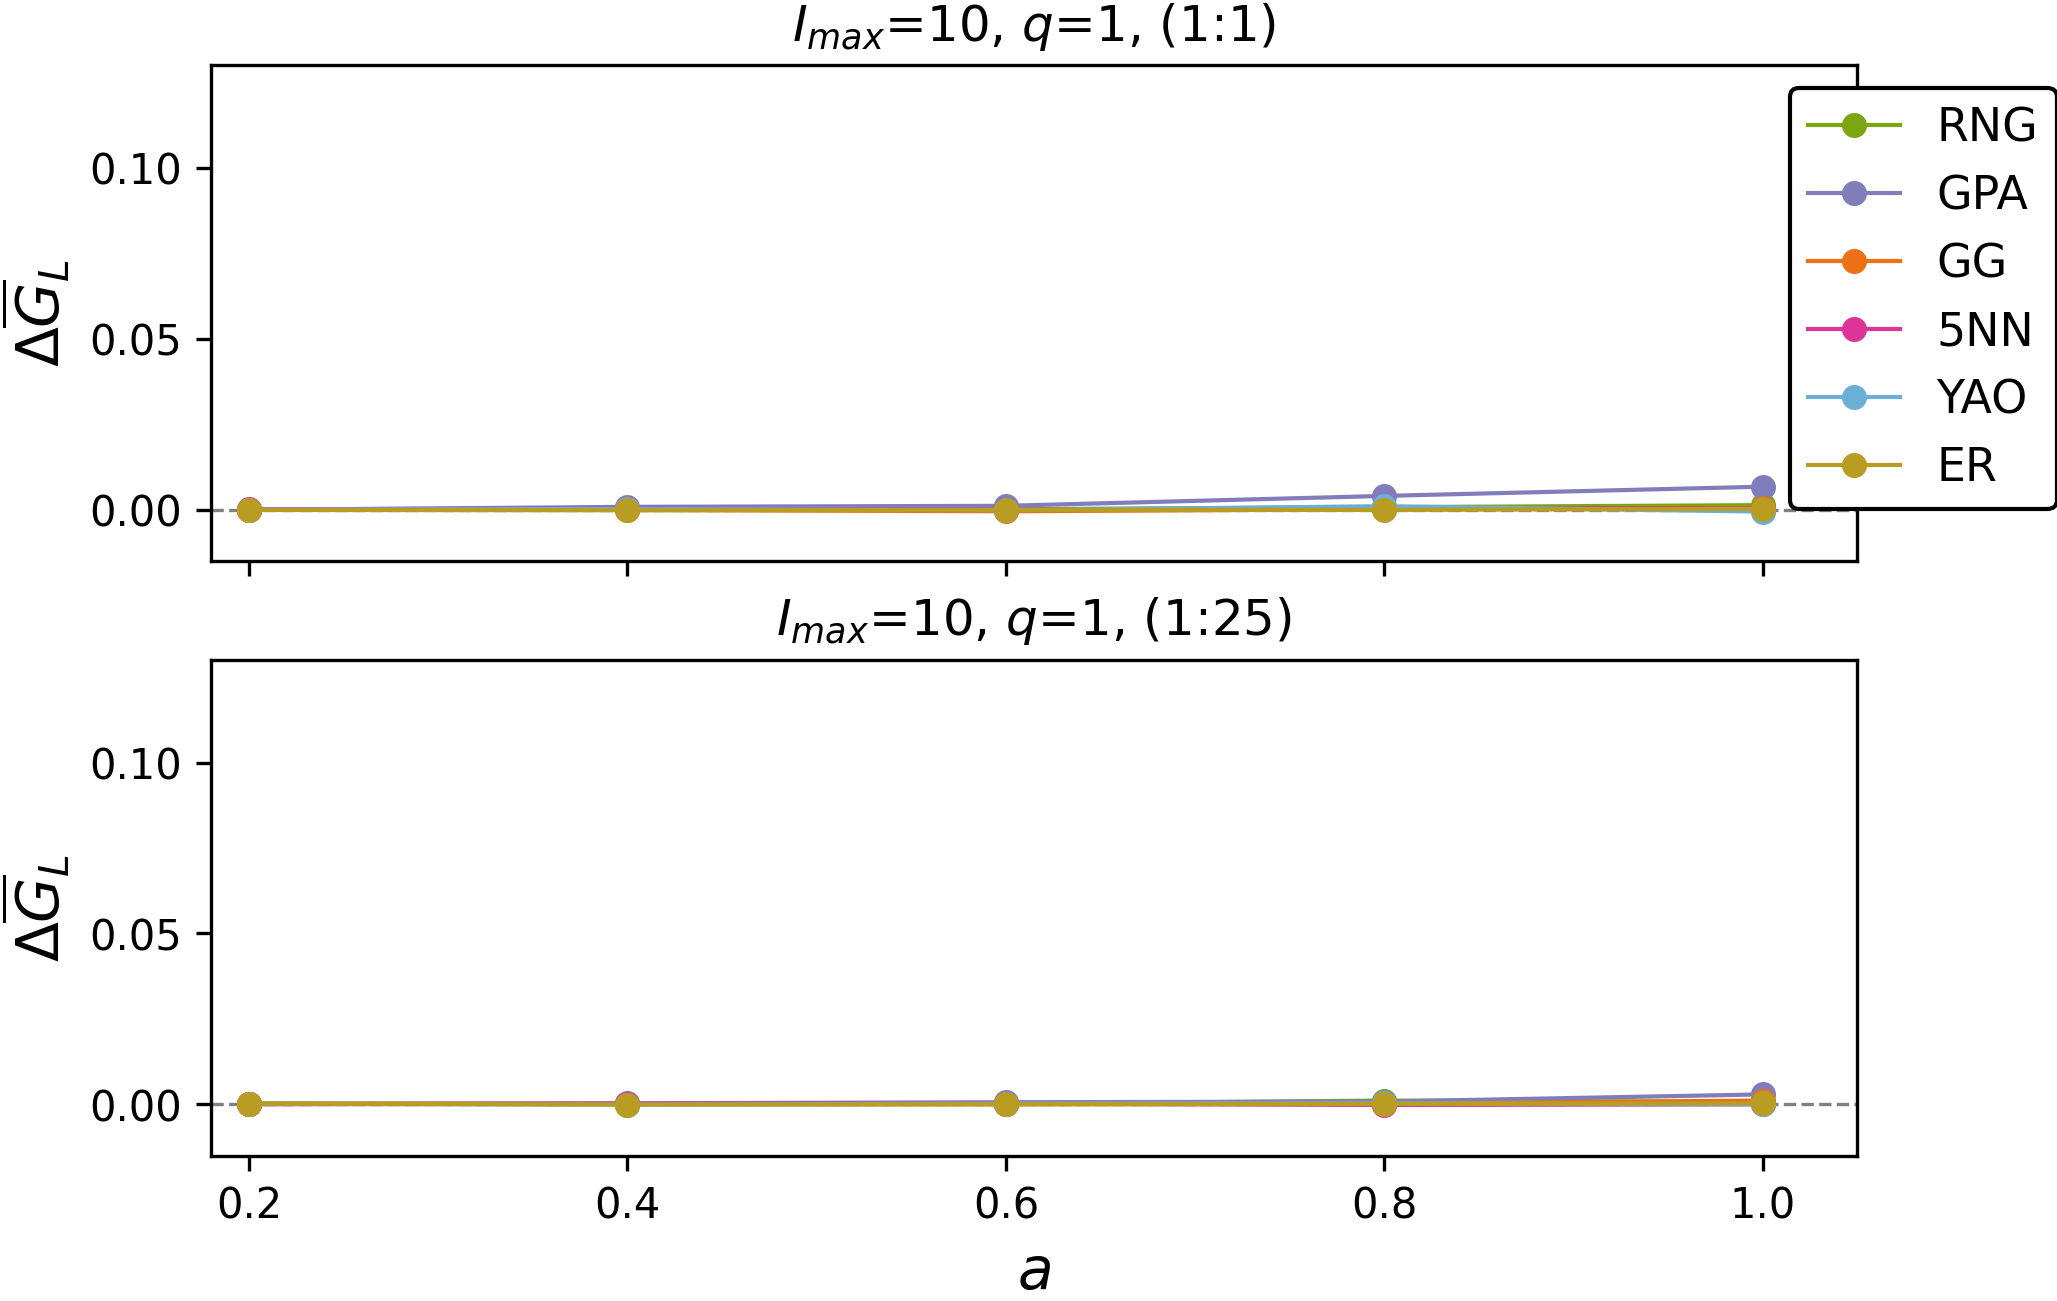 I_max=10, q=1, (1:1)
0.10
0.05
0.00
ΔG̅_L
RNG
GPA
GG
5NN
YAO
ER
I_max=10, q=1, (1:25)
0.10
0.05
0.00
ΔG̅_L
0.2 0.4 0.6 0.8 1.0
a